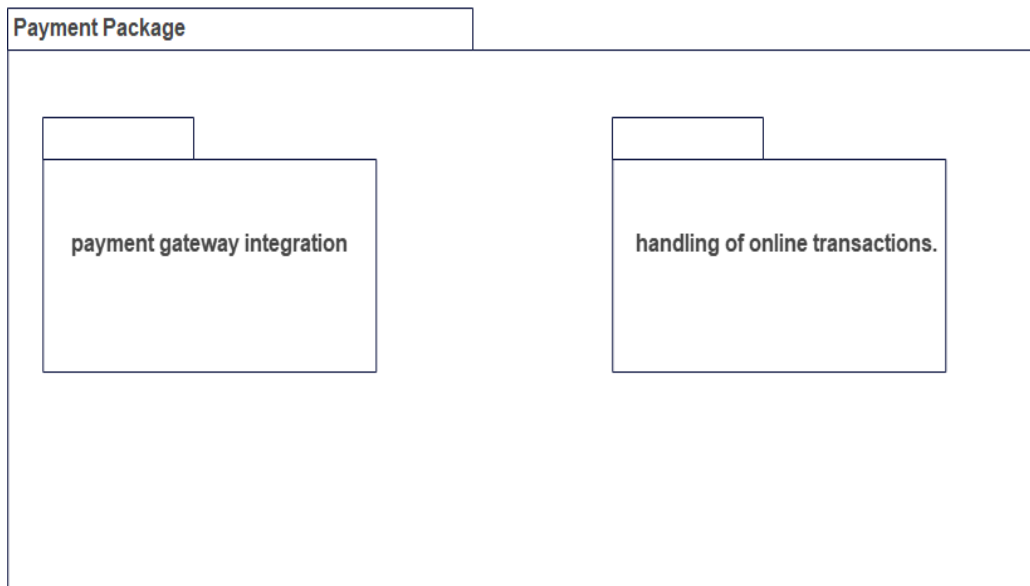 Payment Package
payment gateway integration
handling of online transactions.